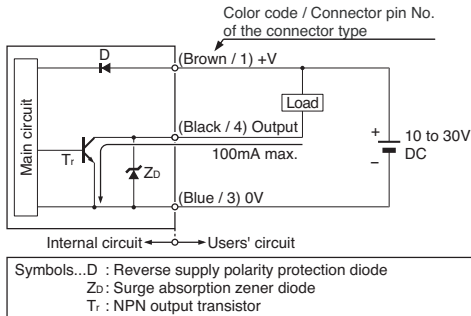 Color code / Connector pin No.
of the connector type
D
(Brown / 1) +V
Load
Main circuit
(Black / 4) Output
Tr
100mA max.
ZD
+
10 to 30V
DC
−
(Blue / 3) 0V
Internal circuit
Users' circuit
Symbols...D : Reverse supply polarity protection diode
ZD : Surge absorption zener diode
Tr : NPN output transistor